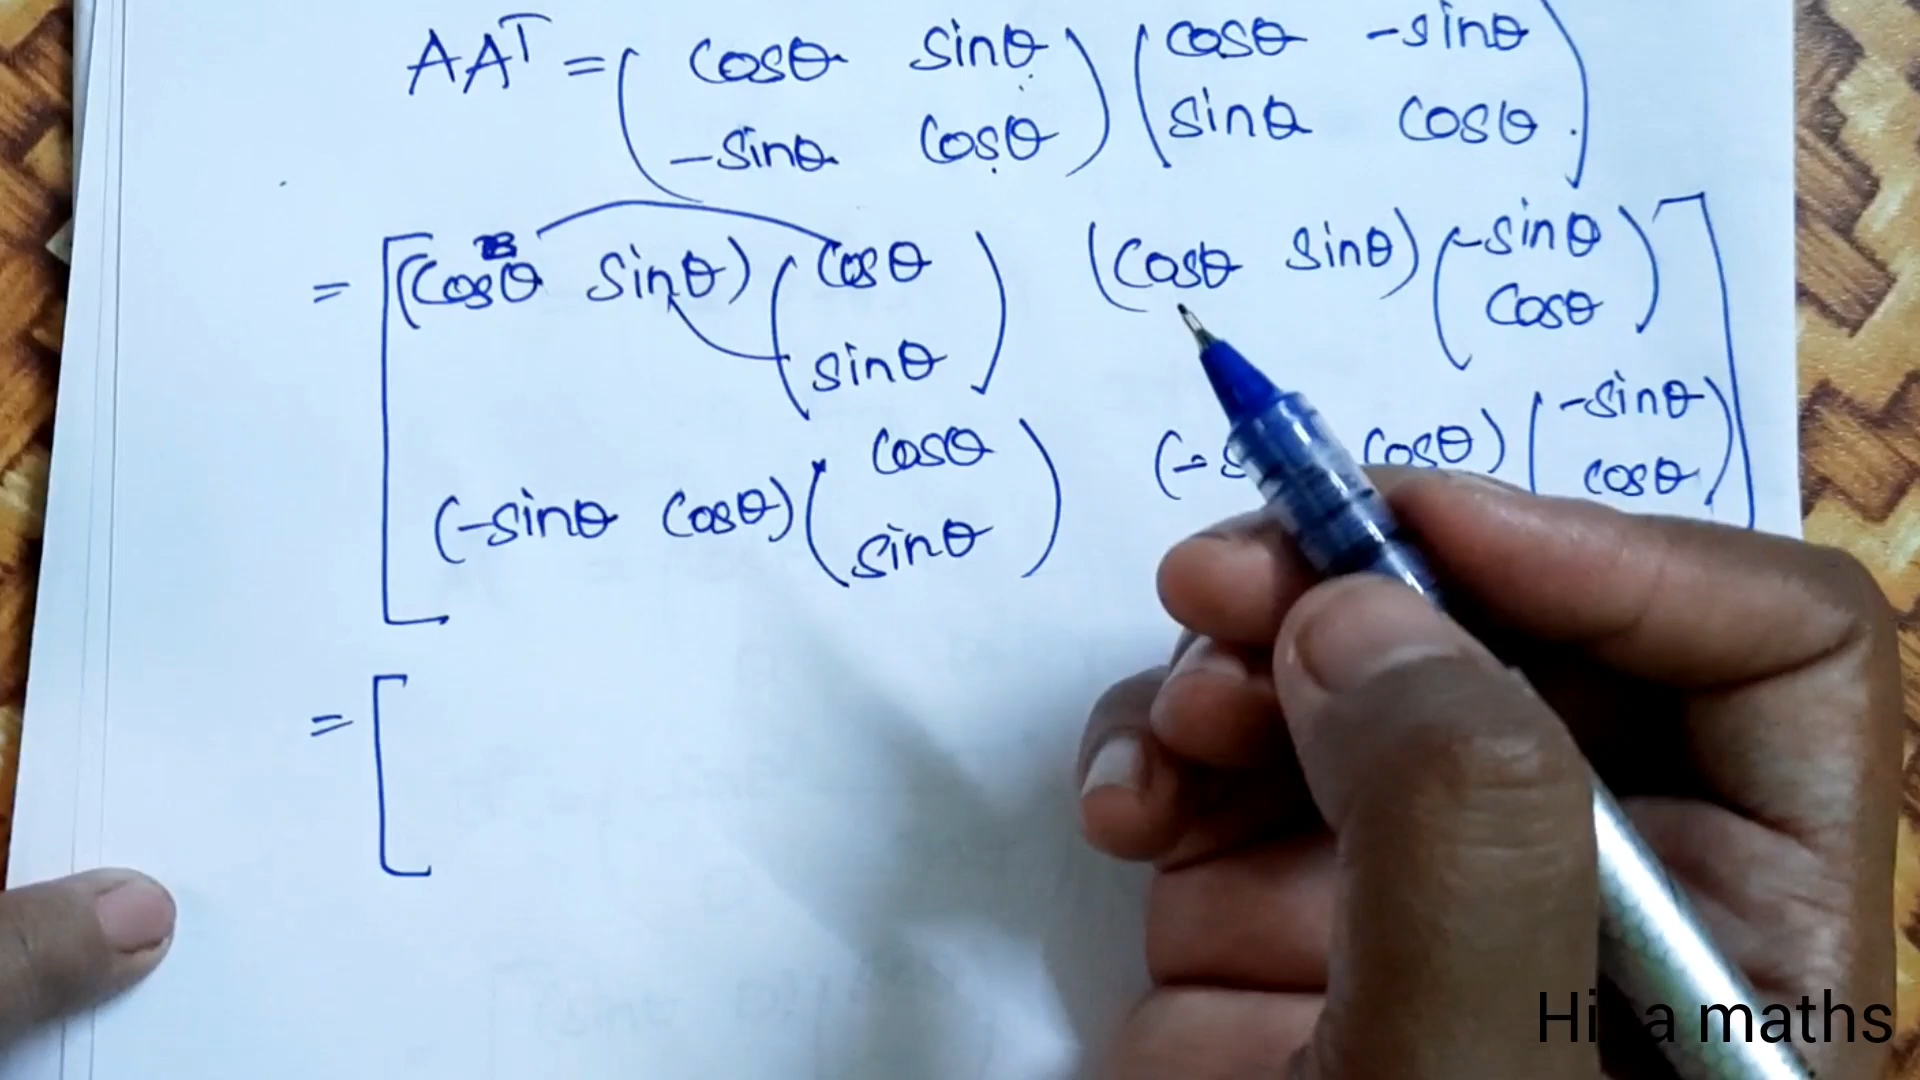 AAᵀ = ( cosθ sinθ ) ( cosθ -sinθ )
( -sinθ cosθ ) ( sinθ cosθ )
= [ (cosθ sinθ) ( cosθ ) (cosθ sinθ) ( -sinθ ) ]
( sinθ ) ( cosθ )
(-sinθ cosθ) ( cosθ ) (-s cosθ) ( -sinθ )
( sinθ ) ( cosθ )
= [
maths